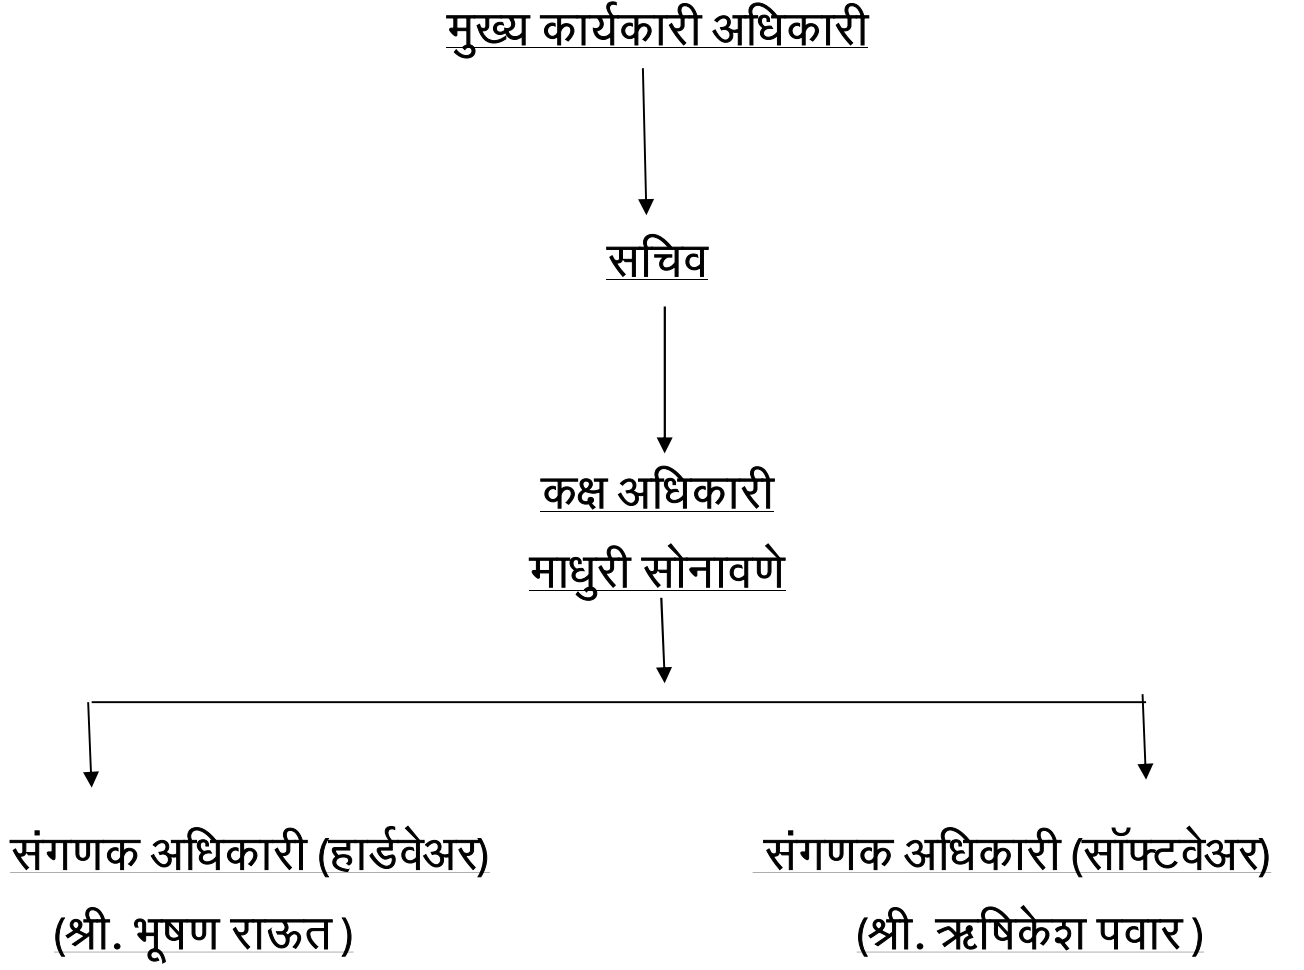 मुख्य कार्यकारी अधिकारी
सचिव
कक्ष अधिकारी
माधुरी सोनावणे
संगणक अधिकारी (हार्डवेअर)
संगणक अधिकारी (सॉफ्टवेअर)
(श्री. भूषण राऊत )
(श्री. ऋषिकेश पवार )